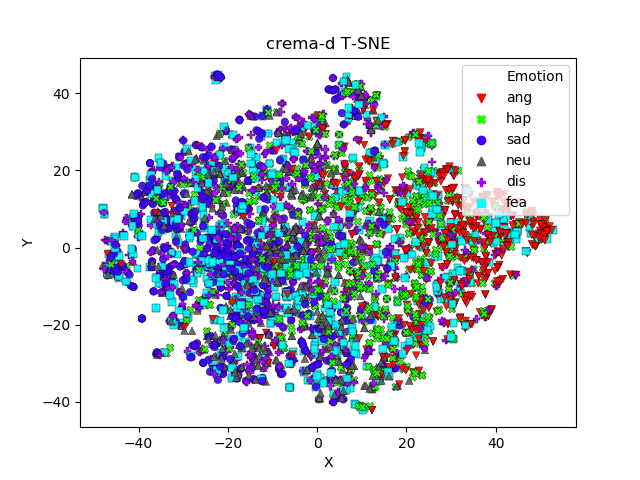 crema-d T-SNE
Emotion
ang
hap
sad
neu
dis
fea
40
20
0
−20
−40
Y
−40
−20
0
20
40
X